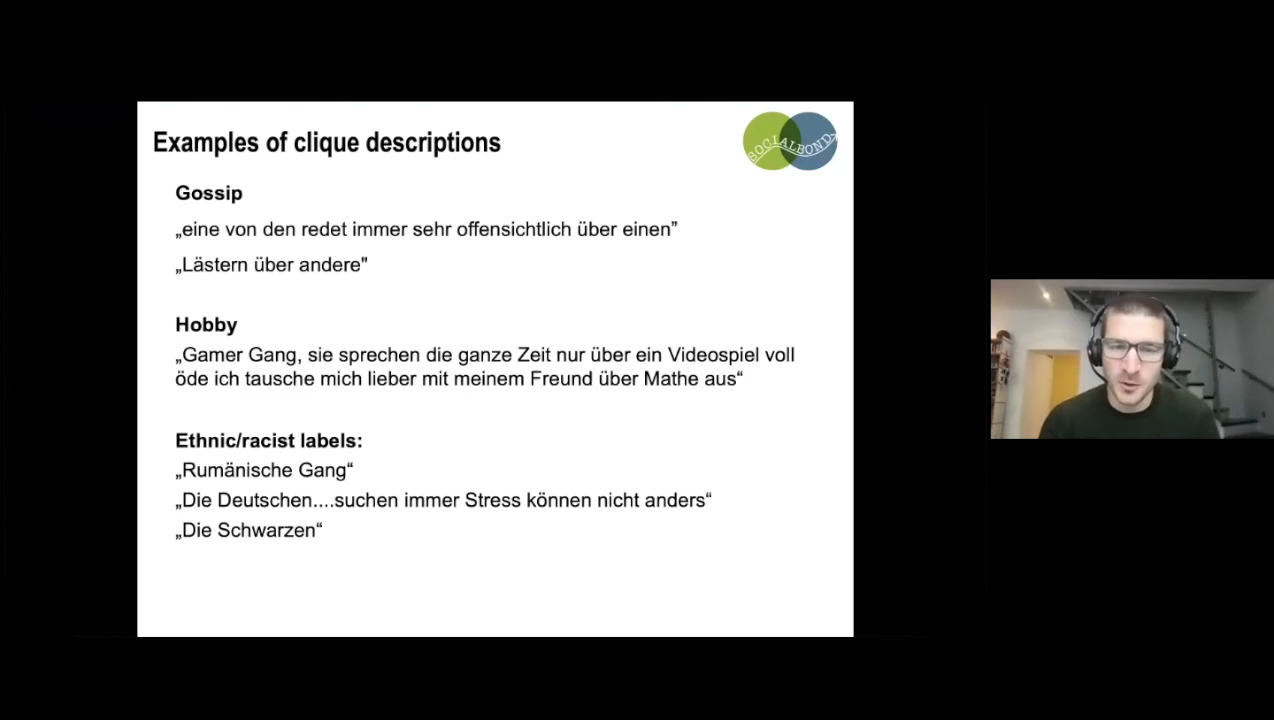 Examples of clique descriptions
SOCIALBOND
Gossip
„eine von den redet immer sehr offensichtlich über einen”
„Lästern über andere"
Hobby
„Gamer Gang, sie sprechen die ganze Zeit nur über ein Videospiel voll
öde ich tausche mich lieber mit meinem Freund über Mathe aus“
Ethnic/racist labels:
„Rumänische Gang“
„Die Deutschen....suchen immer Stress können nicht anders“
„Die Schwarzen“